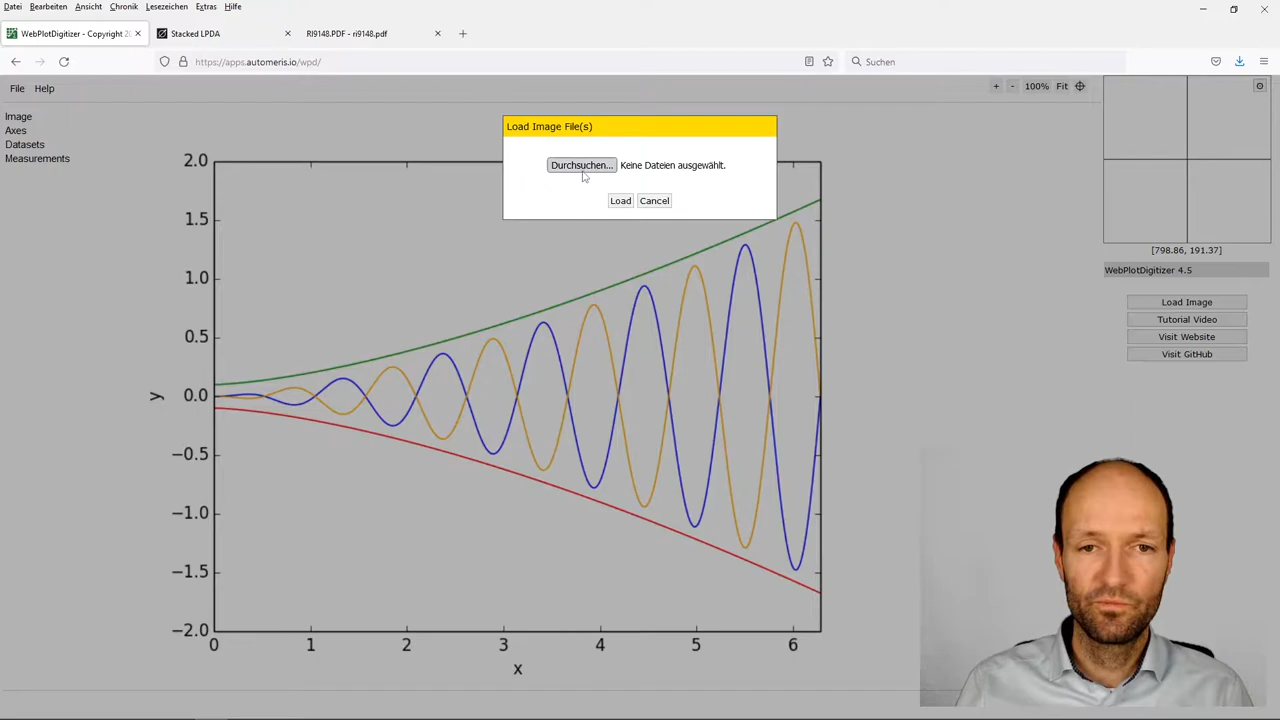 Datei Bearbeiten Ansicht Chronik Lesezeichen Extras Hilfe
WebPlotDigitizer - Copyright 20
Stacked LPDA
RI9148.PDF - ri9148.pdf
https://apps.automeris.io/wpd/
Suchen
File Help
+ - 100% Fit
Image
Axes
Datasets
Measurements
Load Image File(s)
Durchsuchen... Keine Dateien ausgewählt.
Load Cancel
[798.86, 191.37]
WebPlotDigitizer 4.5
Load Image
Tutorial Video
Visit Website
Visit GitHub
2.0
1.5
1.0
0.5
0.0
−0.5
−1.0
−1.5
−2.0
y
0 1 2 3 4 5 6
x